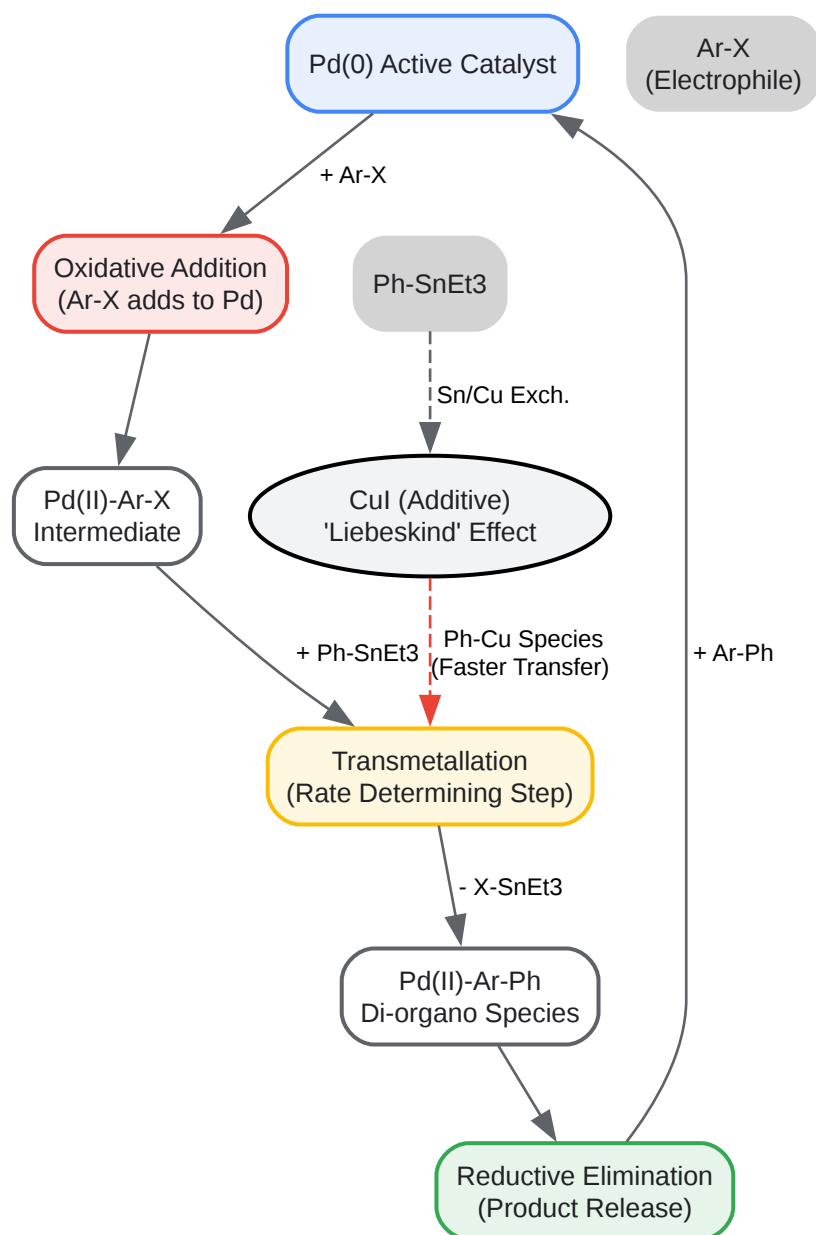 Pd(0) Active Catalyst
Ar-X
(Electrophile)
+ Ar-X
Oxidative Addition
(Ar-X adds to Pd)
Ph-SnEt3
Sn/Cu Exch.
Pd(II)-Ar-X
Intermediate
CuI (Additive)
'Liebeskind' Effect
+ Ph-SnEt3
Ph-Cu Species
(Faster Transfer)
+ Ar-Ph
Transmetallation
(Rate Determining Step)
- X-SnEt3
Pd(II)-Ar-Ph
Di-organo Species
Reductive Elimination
(Product Release)